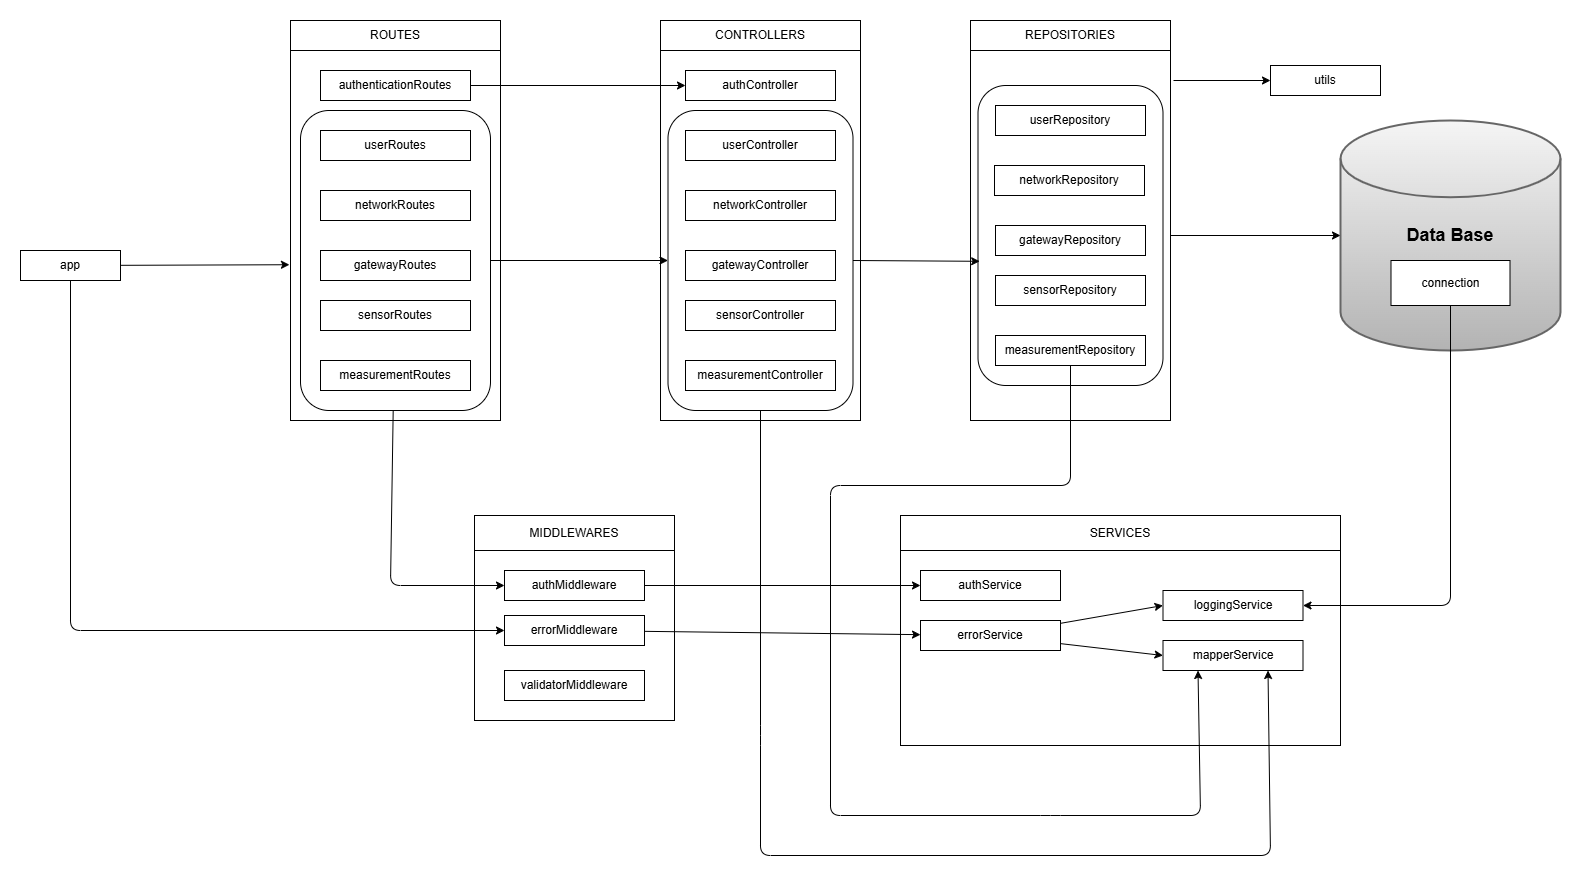 ROUTES
authenticationRoutes
userRoutes
networkRoutes
gatewayRoutes
sensorRoutes
measurementRoutes
CONTROLLERS
authController
userController
networkController
gatewayController
sensorController
measurementController
REPOSITORIES
userRepository
networkRepository
gatewayRepository
sensorRepository
measurementRepository
utils
Data Base
connection
app
MIDDLEWARES
authMiddleware
errorMiddleware
validatorMiddleware
SERVICES
authService
errorService
loggingService
mapperService